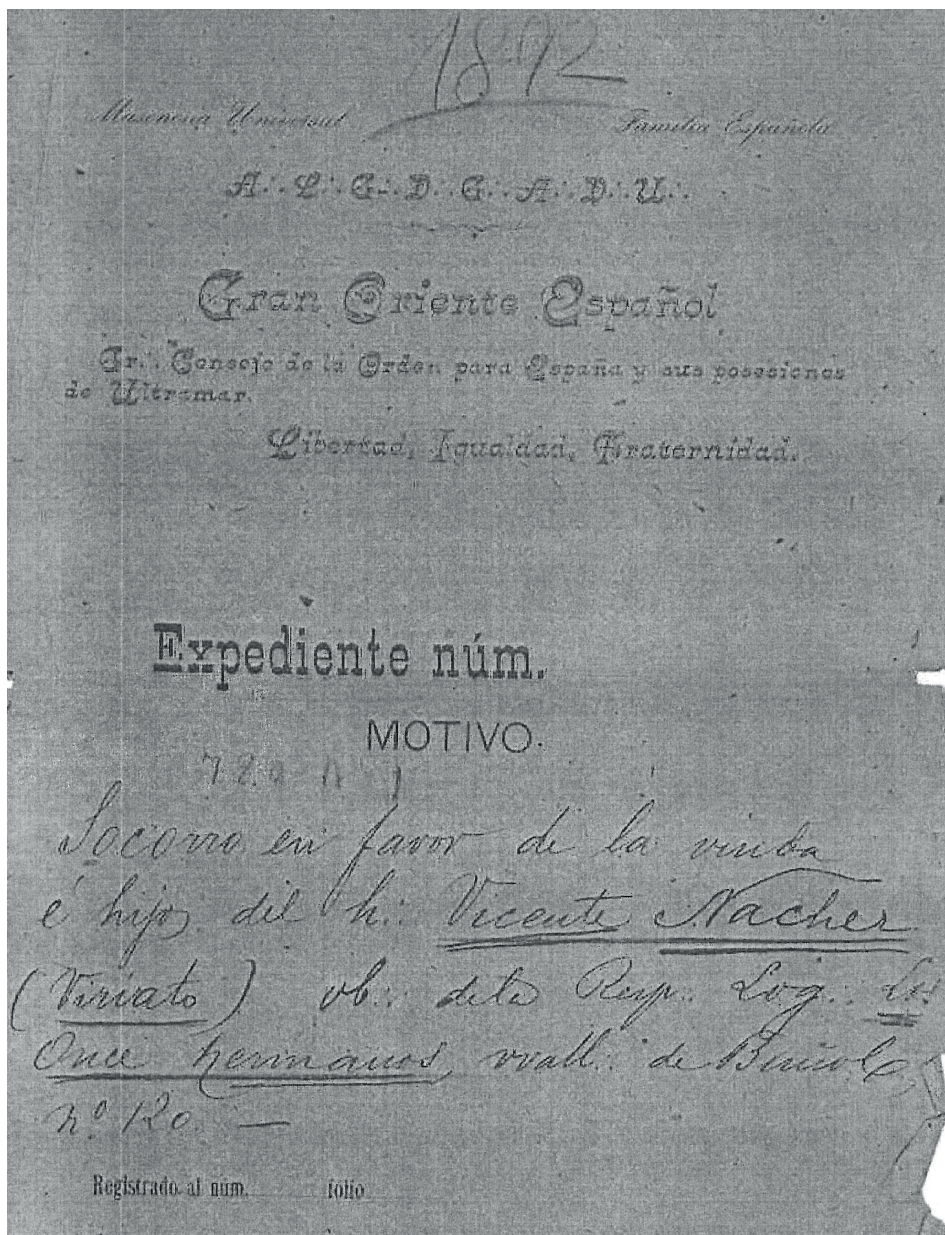 1892
Masonería Universal Familia Española
A∴ L∴ G∴ D∴ G∴ A∴ D∴ U∴
Gran Oriente Español
Gr∴ Consejo de la Orden para España y sus posesiones
de Ultramar.
Libertad, Igualdad, Fraternidad.
Expediente núm.
MOTIVO.
Socorro en favor de la viuda
é hijo del h∴ Vicente Nacher
(Viriato) ob∴ de la Resp∴ Log∴ Los
Once hermanos, vvall∴ de Buñol,
nº 120. —
Registrado al núm. folio